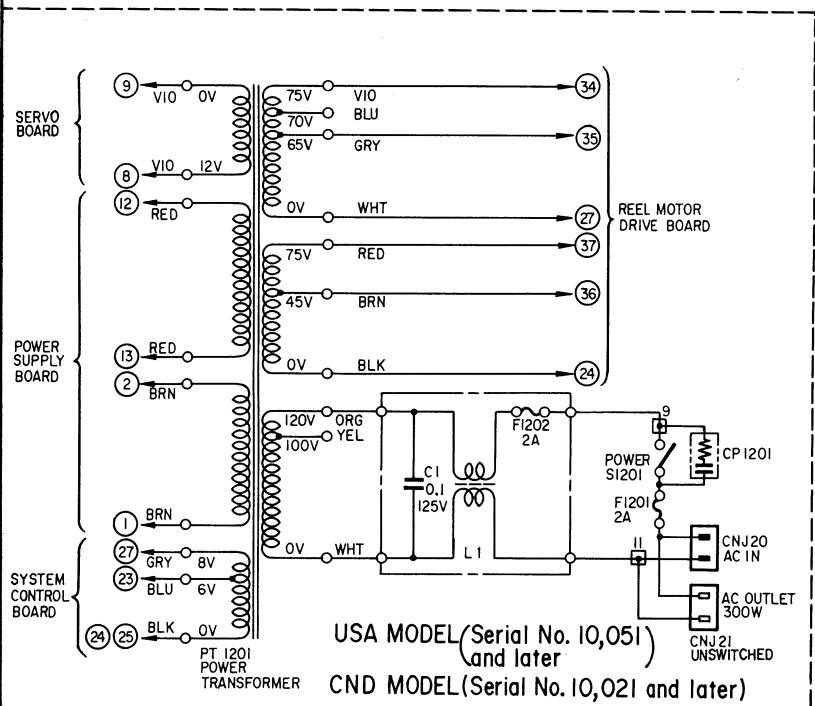 SERVO
BOARD
9
VIO 0V
8
VIO 12V
POWER
SUPPLY
BOARD
12
RED
13
RED
2
BRN
1
BRN
SYSTEM
CONTROL
BOARD
27
GRY 8V
23
BLU 6V
24 25
BLK 0V
PT 1201
POWER
TRANSFORMER
75V VIO 34
70V BLU
65V GRY 35
0V WHT 27
75V RED 37
45V BRN 36
0V BLK 24
REEL MOTOR
DRIVE BOARD
120V ORG
100V YEL
0V WHT
C1
0.1
125V
L1
F1202
2A
9
POWER
S1201
CP1201
F1201
2A
11
CNJ20
AC IN
AC OUTLET
300W
CNJ21
UNSWITCHED
USA MODEL (Serial No. 10,051
and later)
CND MODEL (Serial No. 10,021 and later)